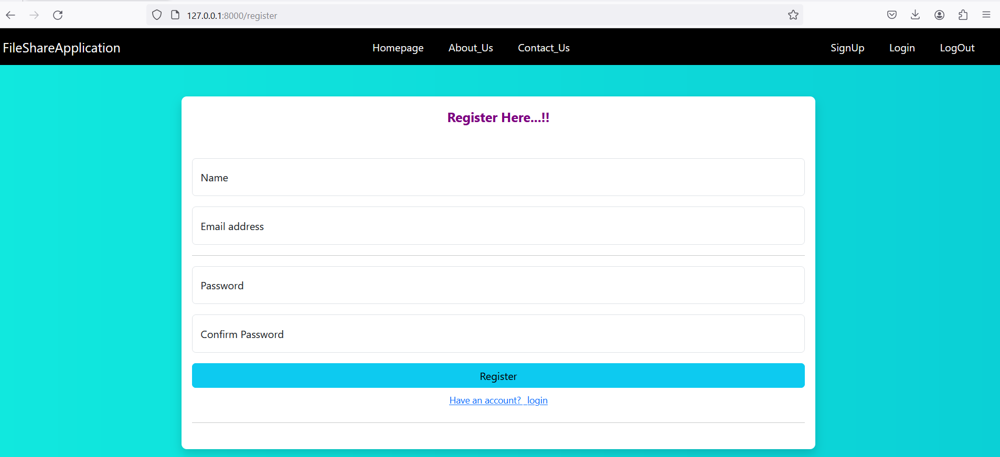 127.0.0.1:8000/register
FileShareApplication Homepage About_Us Contact_Us SignUp Login LogOut
Register Here...!!
Name
Email address
Password
Confirm Password
Register
Have an account? login